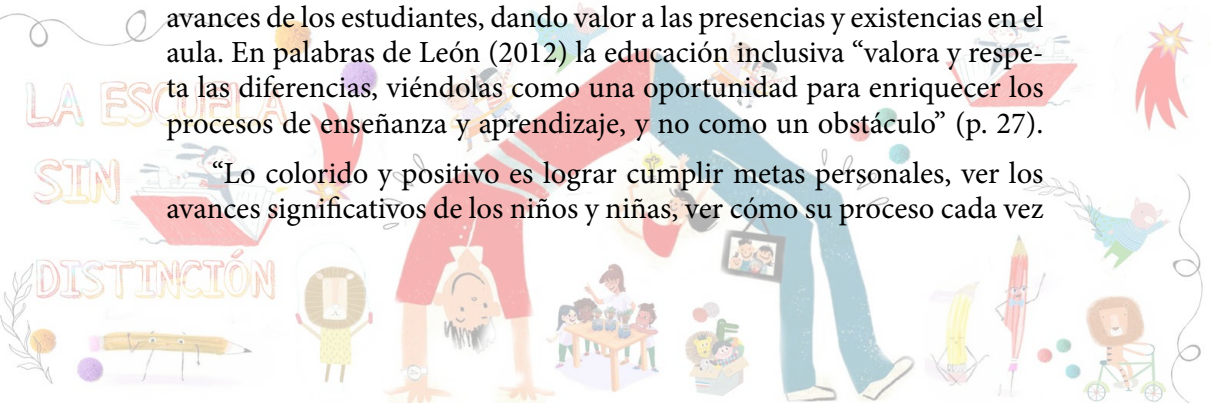 avances de los estudiantes, dando valor a las presencias y existencias en el
aula. En palabras de León (2012) la educación inclusiva “valora y respe-
ta las diferencias, viéndolas como una oportunidad para enriquecer los
procesos de enseñanza y aprendizaje, y no como un obstáculo” (p. 27).
“Lo colorido y positivo es lograr cumplir metas personales, ver los
avances significativos de los niños y niñas, ver cómo su proceso cada vez
LA ESCUELA
SIN
DISTINCIÓN